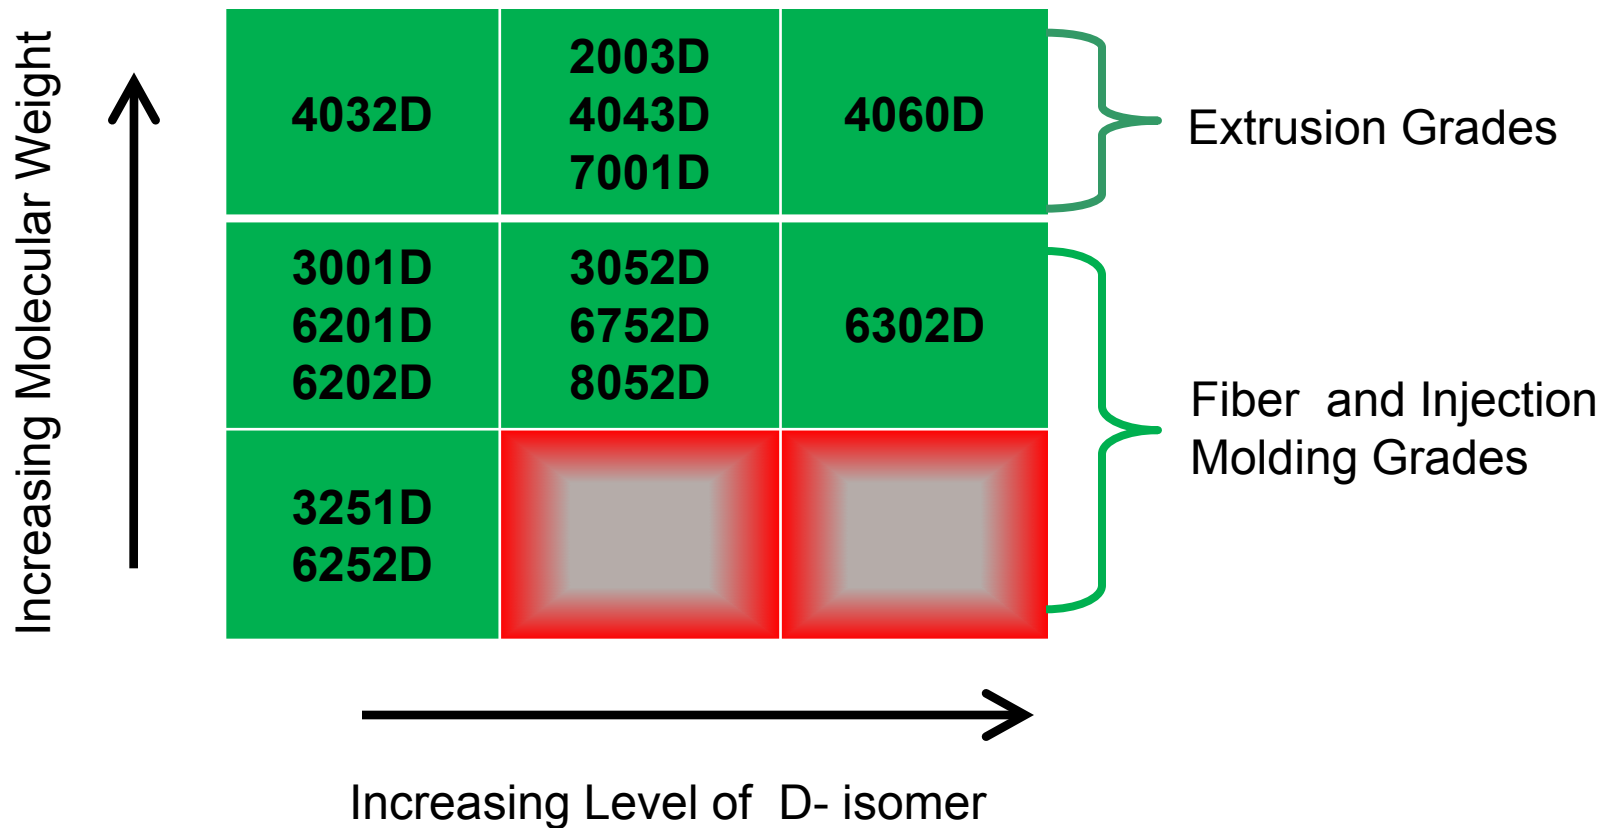 Increasing Molecular Weight
4032D
2003D
4043D
7001D
4060D
Extrusion Grades
3001D
6201D
6202D
3052D
6752D
8052D
6302D
Fiber  and Injection
Molding Grades
3251D
6252D
Increasing Level of  D- isomer